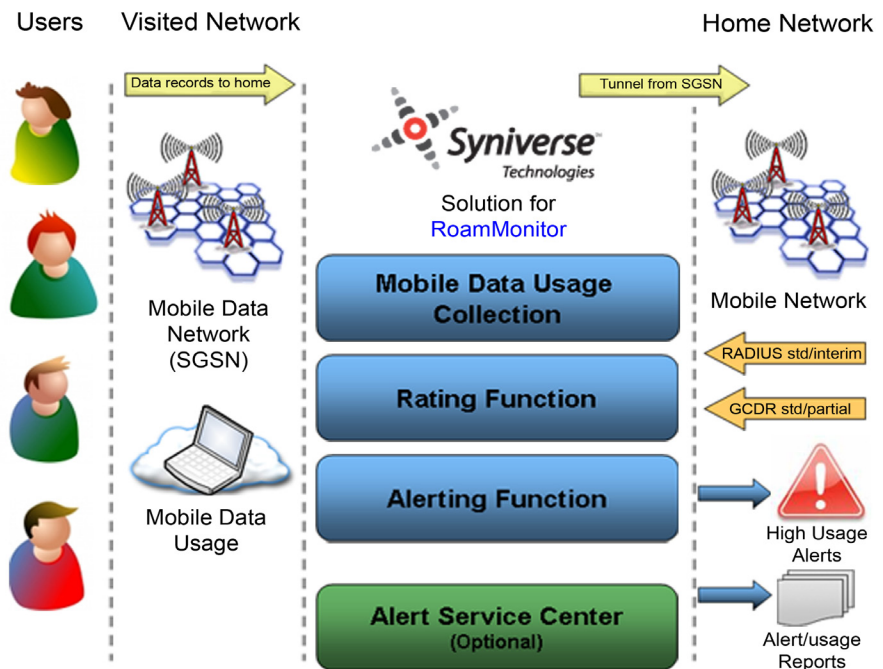 Users
Visited Network
Home Network
Data records to home
Tunnel from SGSN
Syniverse™
Technologies
Solution for
RoamMonitor
Mobile Data Usage
Collection
Rating Function
Alerting Function
Alert Service Center
(Optional)
Mobile Data
Network
(SGSN)
Mobile Data
Usage
Mobile Network
RADIUS std/interim
GCDR std/partial
High Usage
Alerts
Alert/usage
Reports